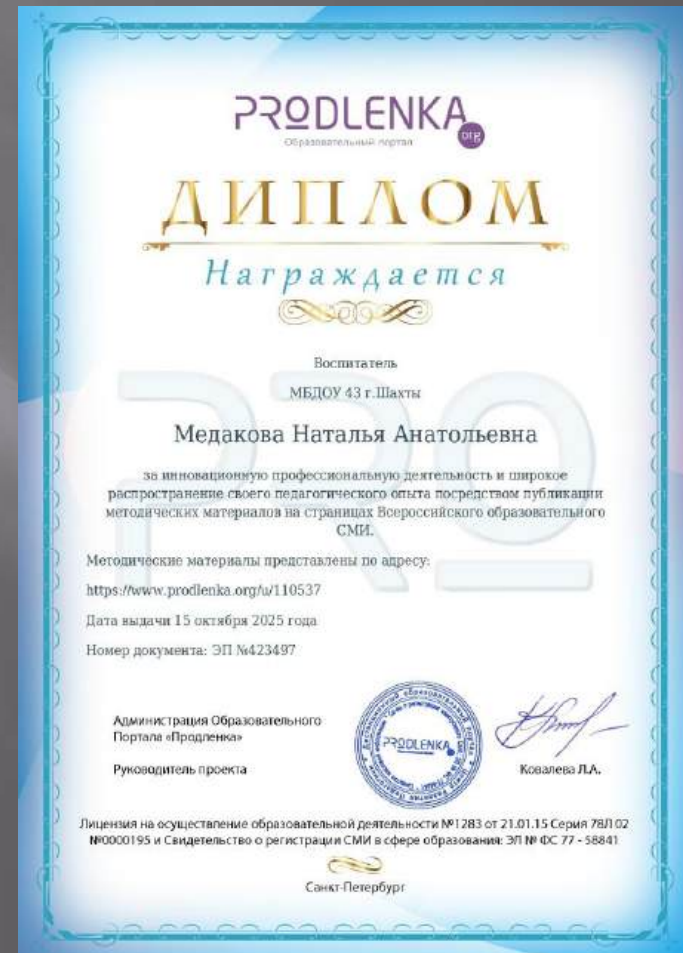 PRODLENKA
org
Образовательный портал
ДИПЛОМ
Награждается
Воспитатель
МБДОУ 43 г.Шахты
Медакова Наталья Анатольевна
за инновационную профессиональную деятельность и широкое
распространение своего педагогического опыта посредством публикации
методических материалов на страницах Всероссийского образовательного
СМИ.
PRO
Методические материалы представлены по адресу:
https://www.prodlenka.org/u/110537
Дата выдачи 15 октября 2025 года
Номер документа: ЭП №423497
Администрация Образовательного
Портала «Продленка»
Руководитель проекта
PRODLENKA
Ковалева Л.А.
Лицензия на осуществление образовательной деятельности №1283 от 21.01.15 Серия 78Л 02
№0000195 и Свидетельство о регистрации СМИ в сфере образования: ЭЛ № ФС 77 - 58841
Санкт-Петербург